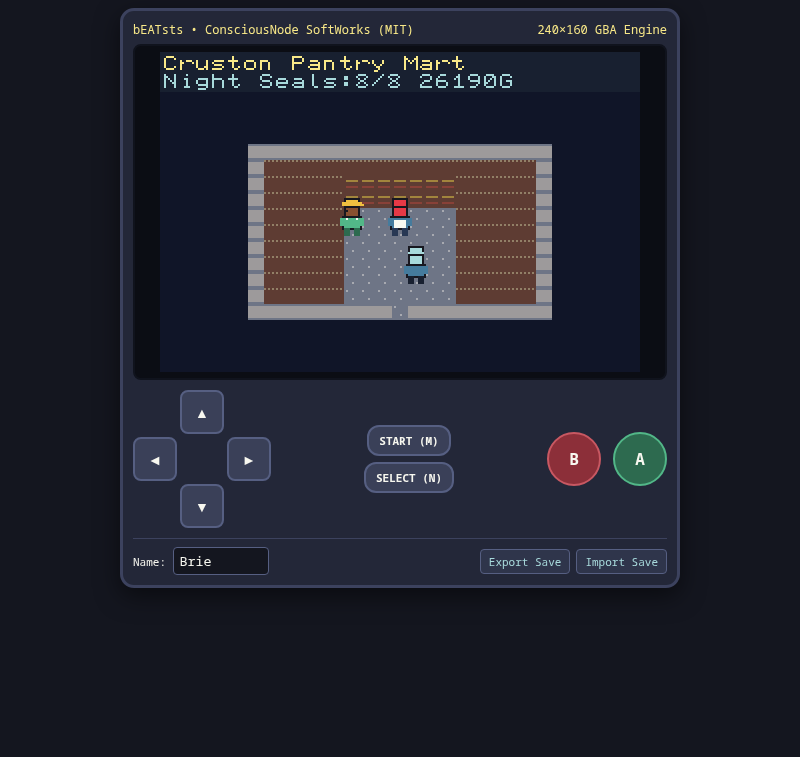 bEATsts • ConsciousNode SoftWorks (MIT)
240×160 GBA Engine
Cruston Pantry Mart
Night Seals:8/8 26190G
▲
◄
►
▼
START (M)
SELECT (N)
B
A
Name: Brie
Export Save
Import Save